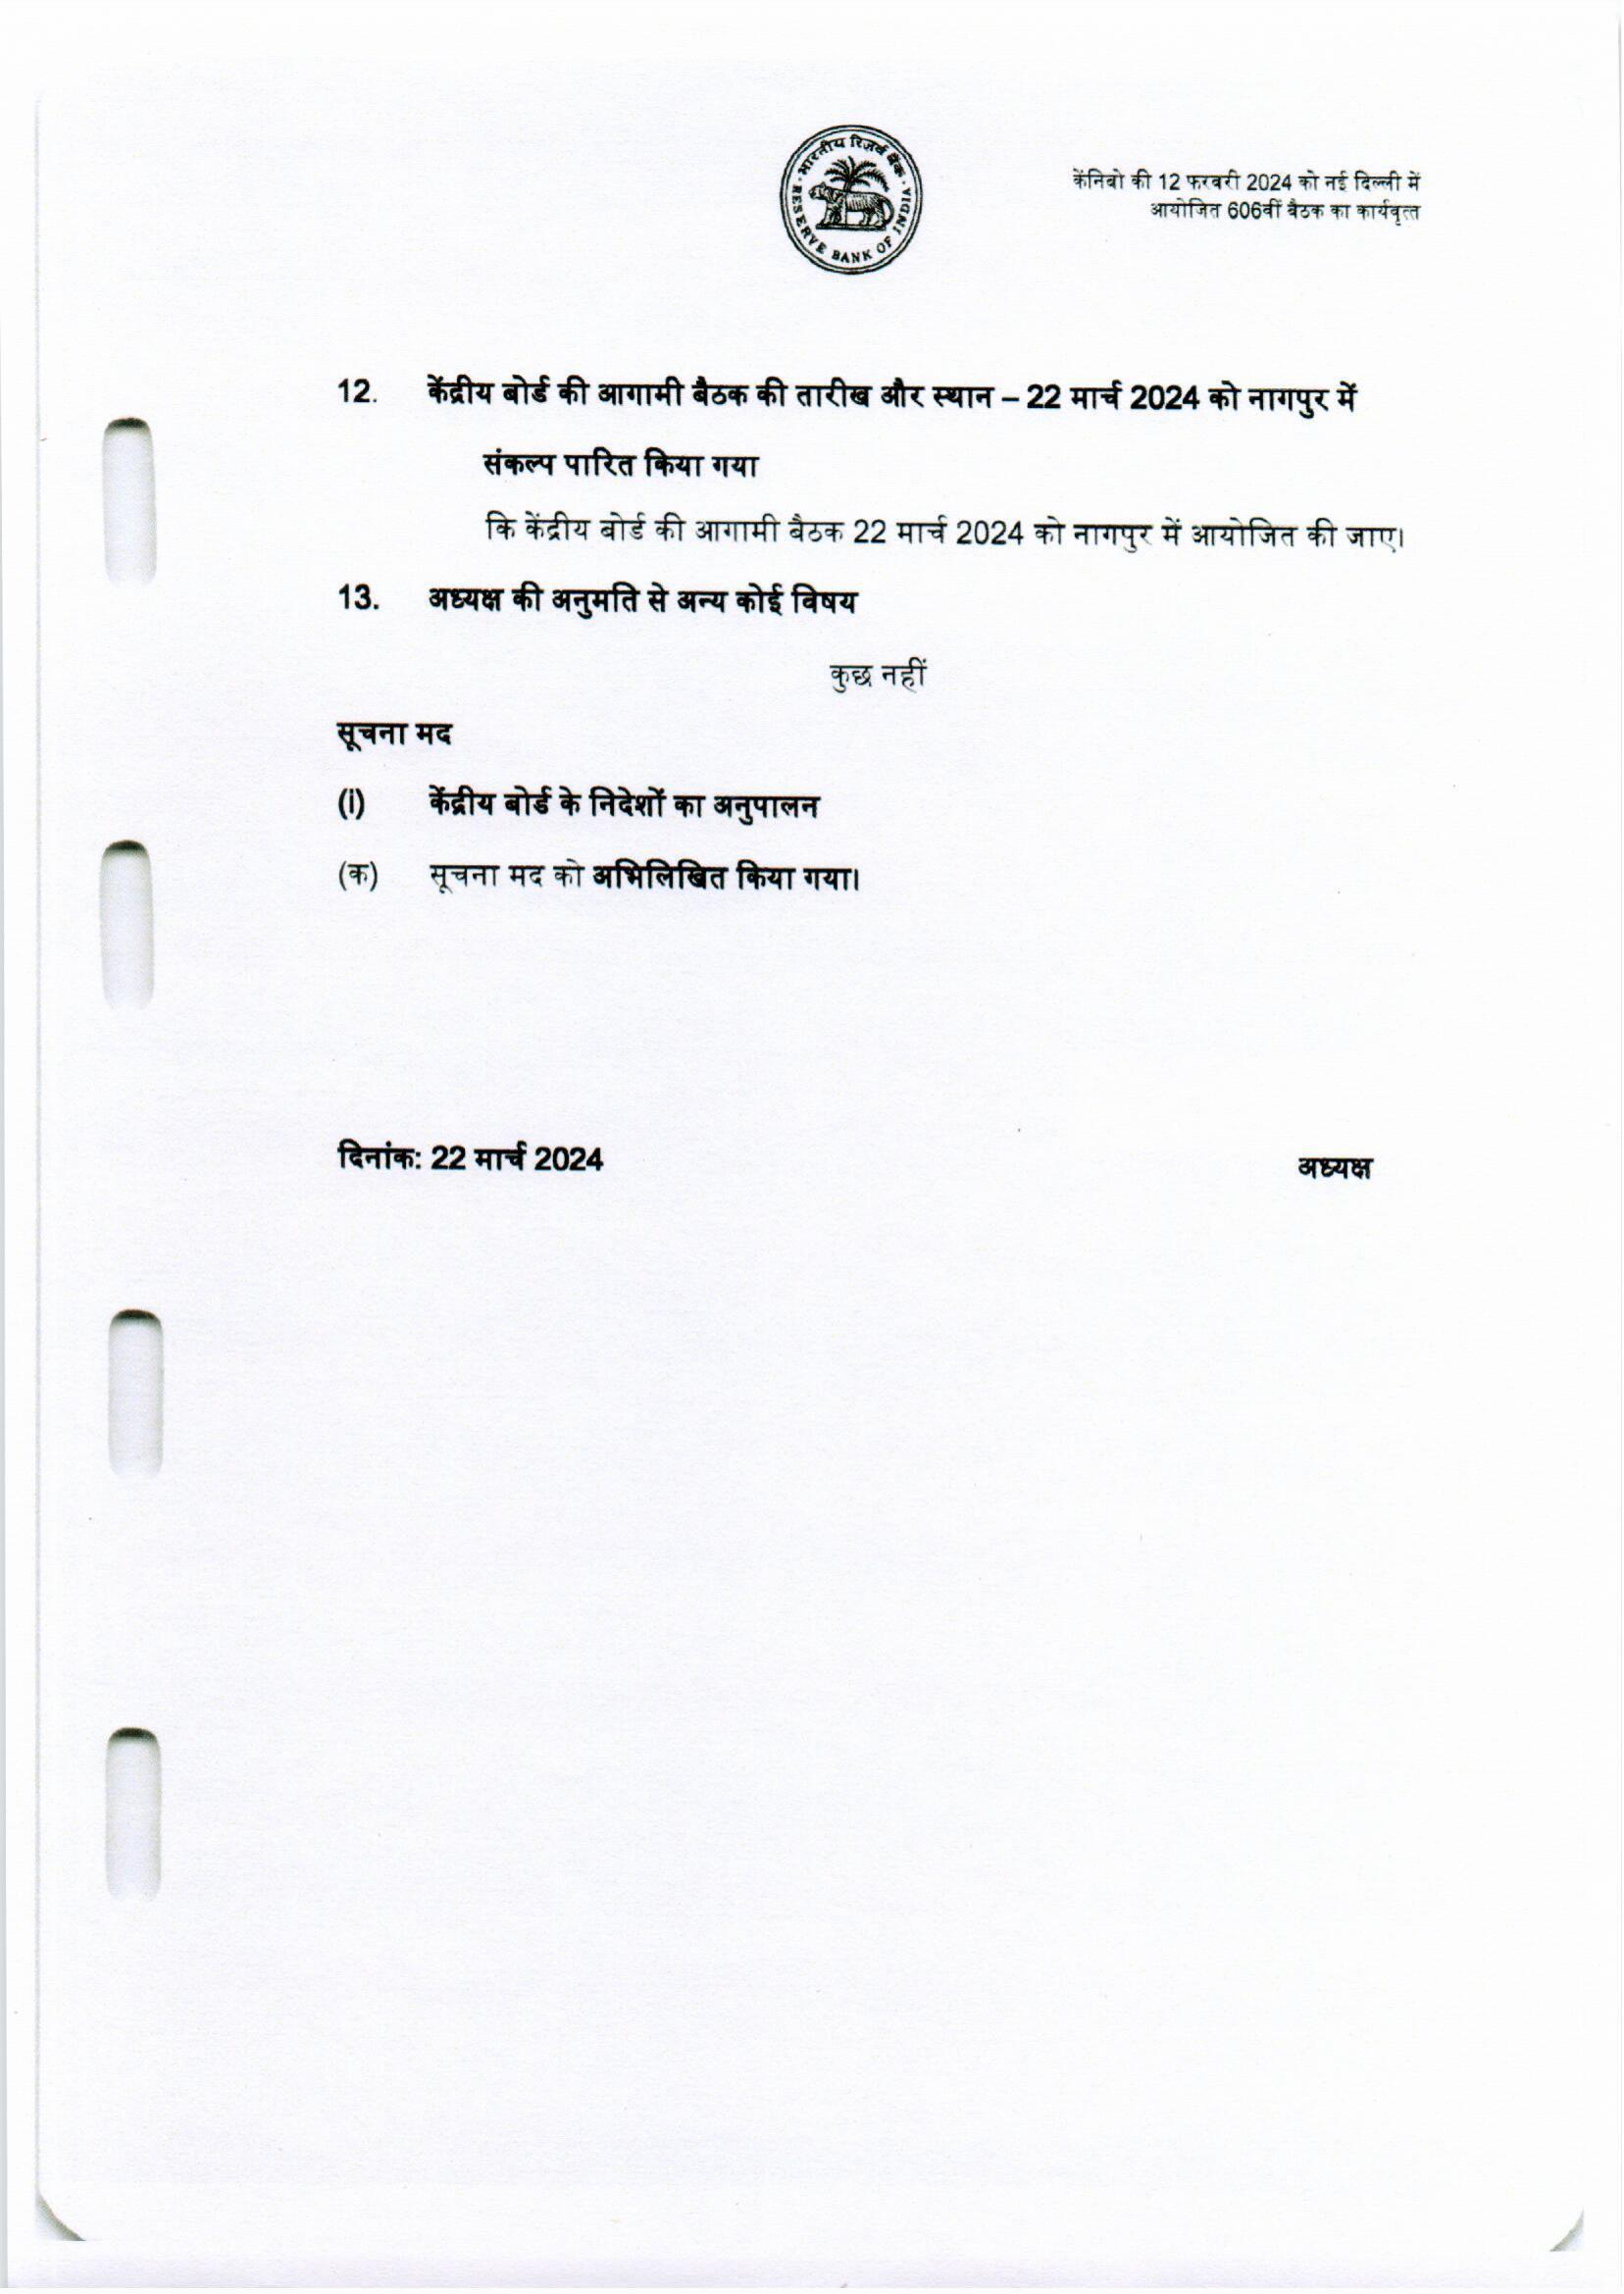 भारतीय रिज़र्व बैंक
RESERVE BANK OF INDIA
केंनिबो की 12 फरवरी 2024 को नई दिल्ली में
आयोजित 606वीं बैठक का कार्यवृत्त
12. केंद्रीय बोर्ड की आगामी बैठक की तारीख और स्थान – 22 मार्च 2024 को नागपुर में
संकल्प पारित किया गया
कि केंद्रीय बोर्ड की आगामी बैठक 22 मार्च 2024 को नागपुर में आयोजित की जाए।
13. अध्यक्ष की अनुमति से अन्य कोई विषय
कुछ नहीं
सूचना मद
(i) केंद्रीय बोर्ड के निदेशों का अनुपालन
(क) सूचना मद को अभिलिखित किया गया।
दिनांक: 22 मार्च 2024 अध्यक्ष